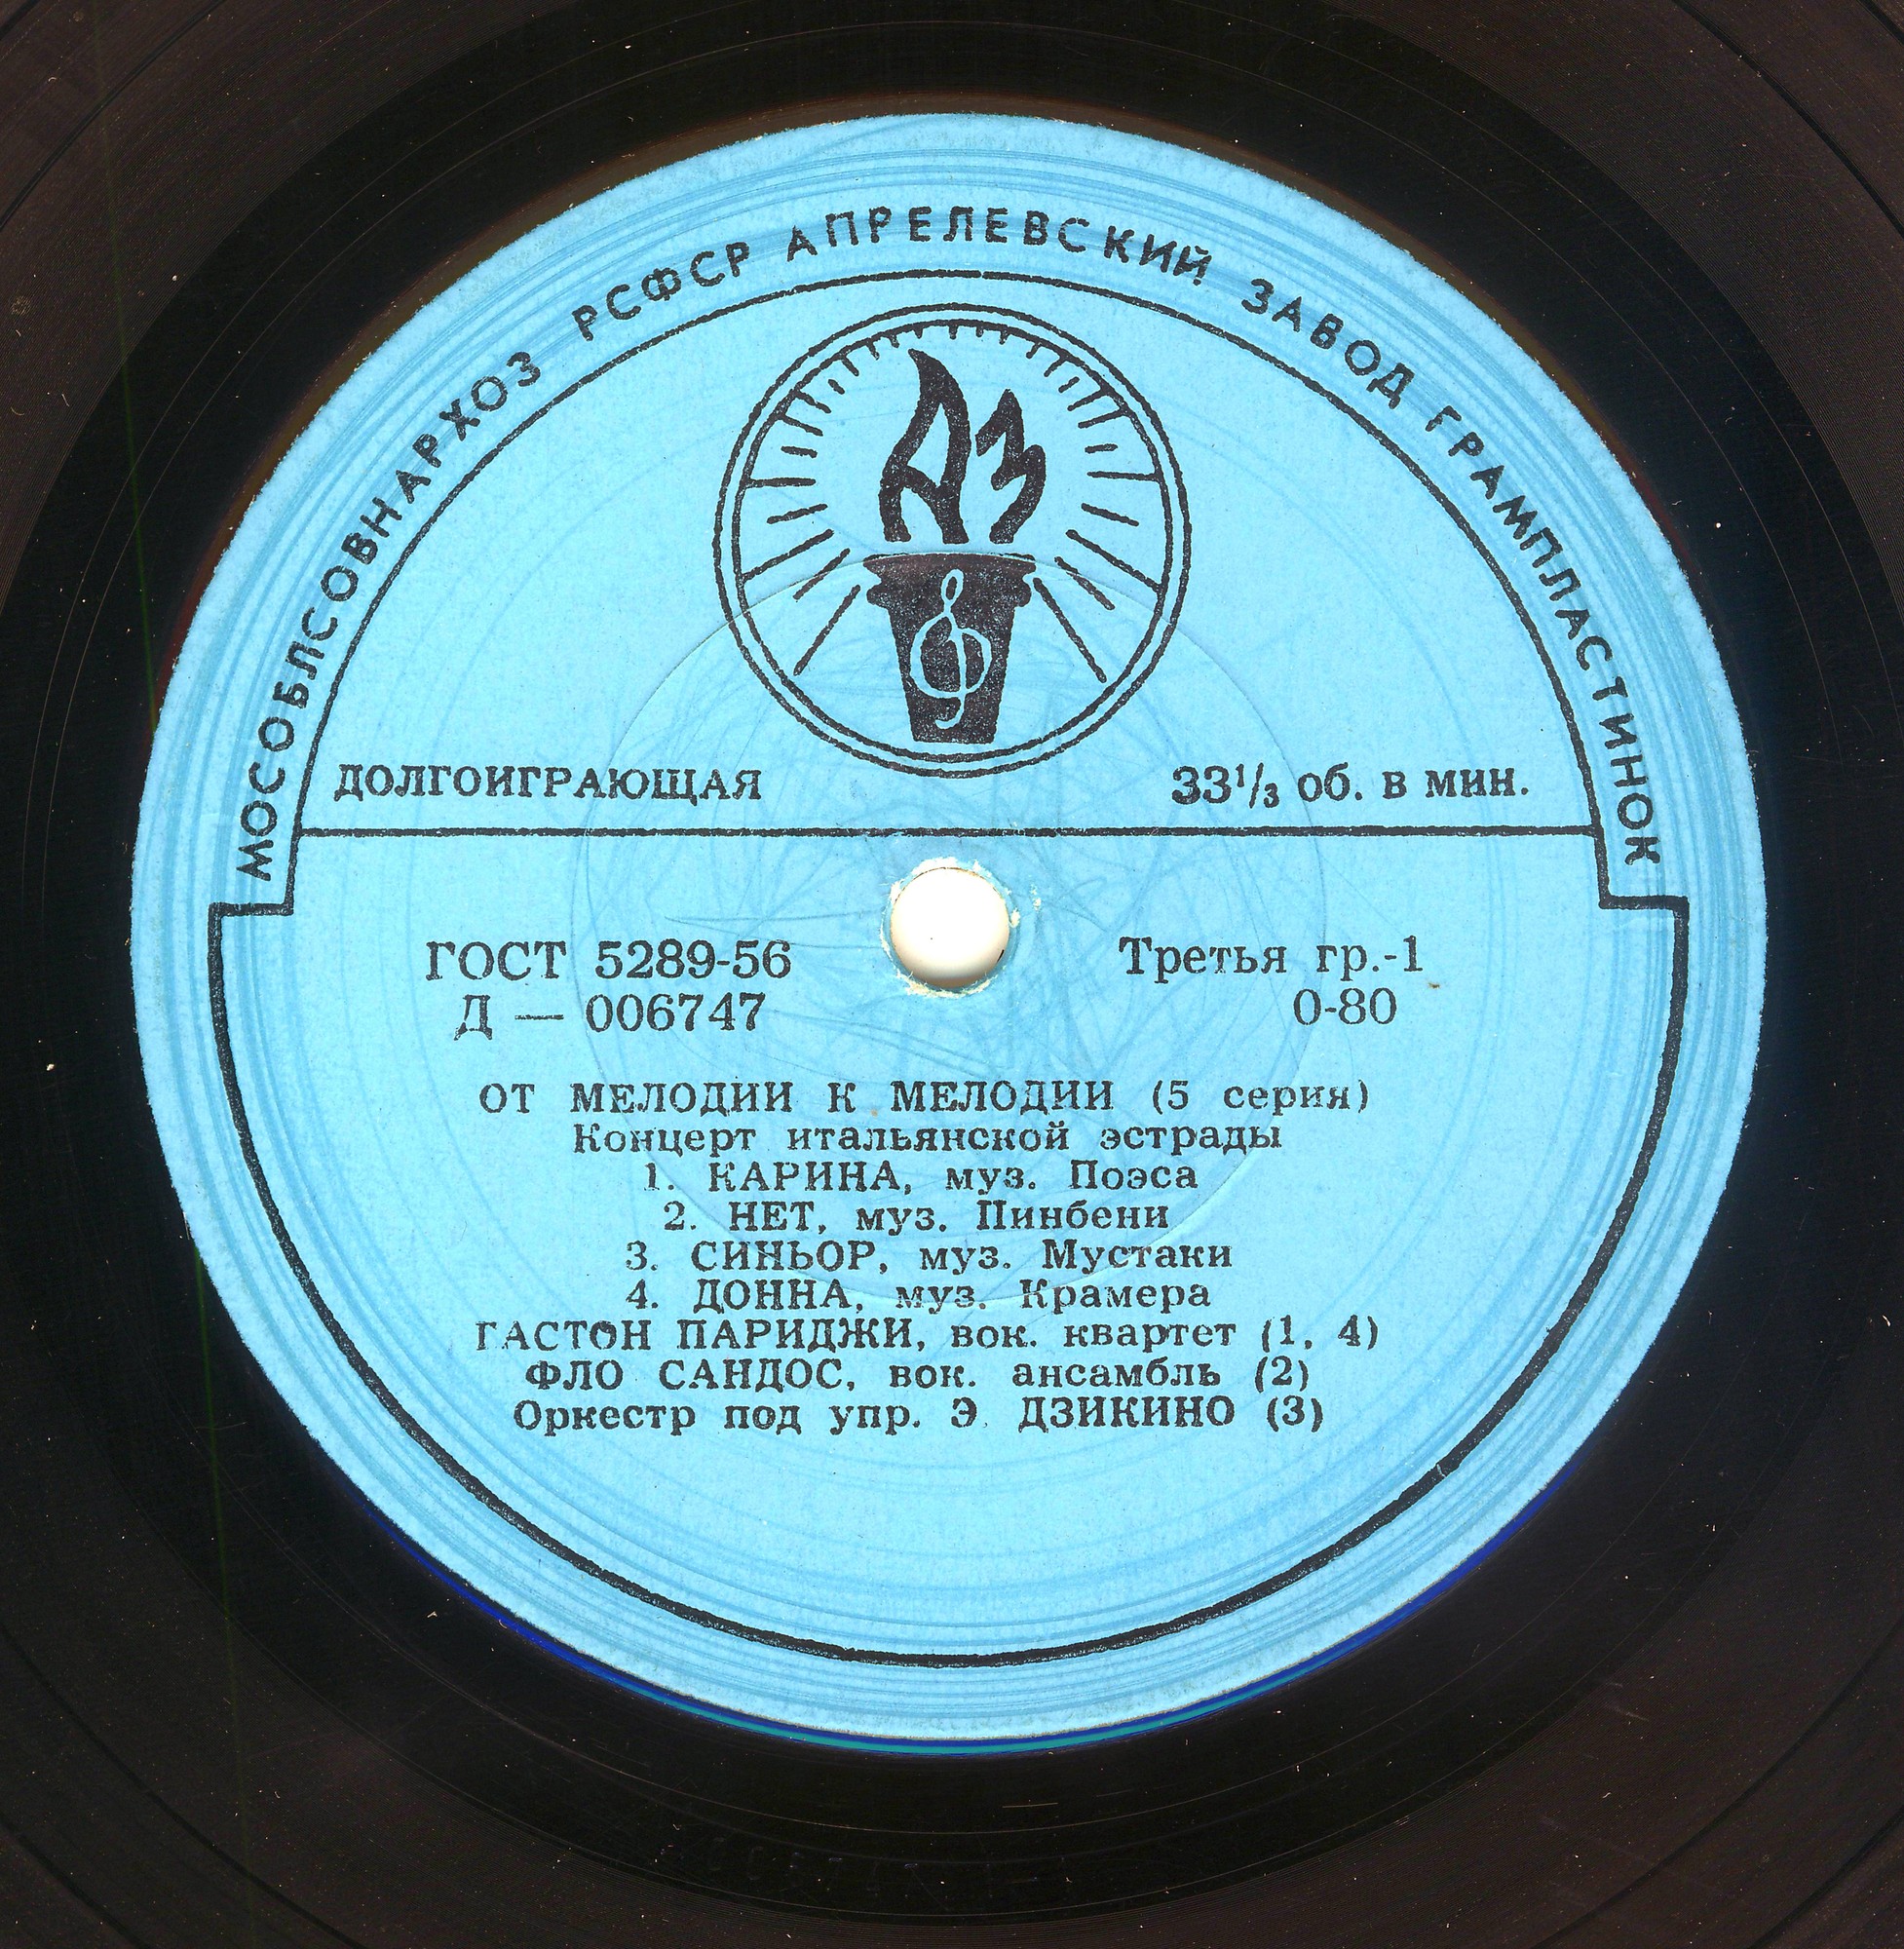 МОСОБЛСОВНАРХОЗ РСФСР АПРЕЛЕВСКИЙ ЗАВОД ГРАМПЛАСТИНОК
АЗ
ДОЛГОИГРАЮЩАЯ 33 1/3 об. в мин.
ГОСТ 5289-56 Третья гр.-1
Д — 006747 0-80
ОТ МЕЛОДИИ К МЕЛОДИИ (5 серия)
Концерт итальянской эстрады
1. КАРИНА, муз. Поэса
2. НЕТ, муз. Пинбени
3. СИНЬОР, муз. Мустаки
4. ДОННА, муз. Крамера
ГАСТОН ПАРИДЖИ, вок. квартет (1, 4)
ФЛО САНДОС, вок. ансамбль (2)
Оркестр под упр. Э. ДЗИКИНО (3)